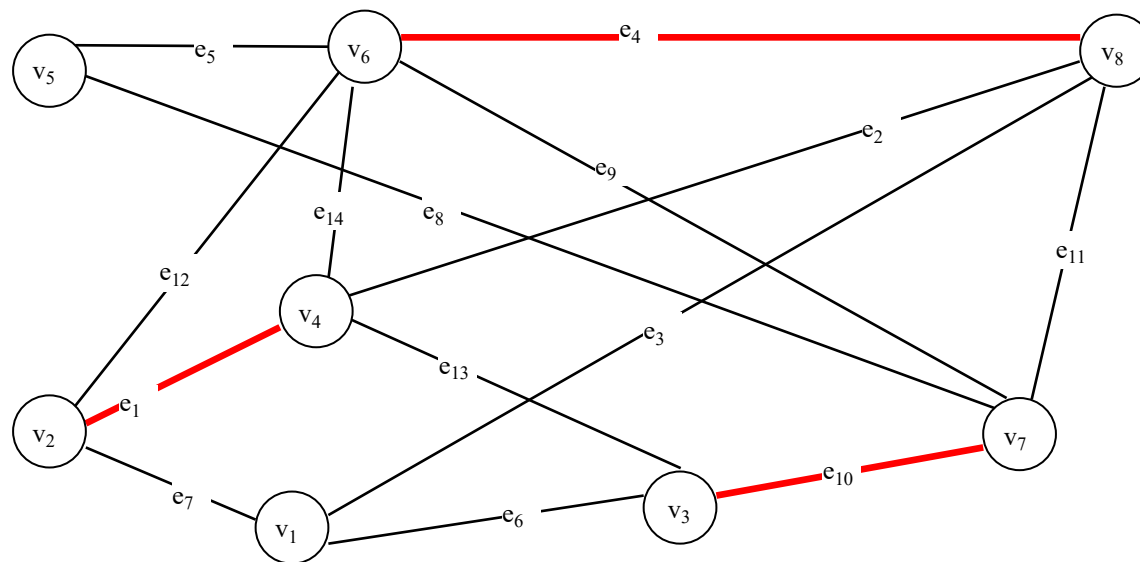 e₄
v₆
e₅
v₈
v₅
e₂
e₉
e₁₄
e₈
e₁₁
e₁₂
v₄
e₃
e₁₃
e₁
v₂
v₇
e₁₀
e₇
v₃
e₆
v₁